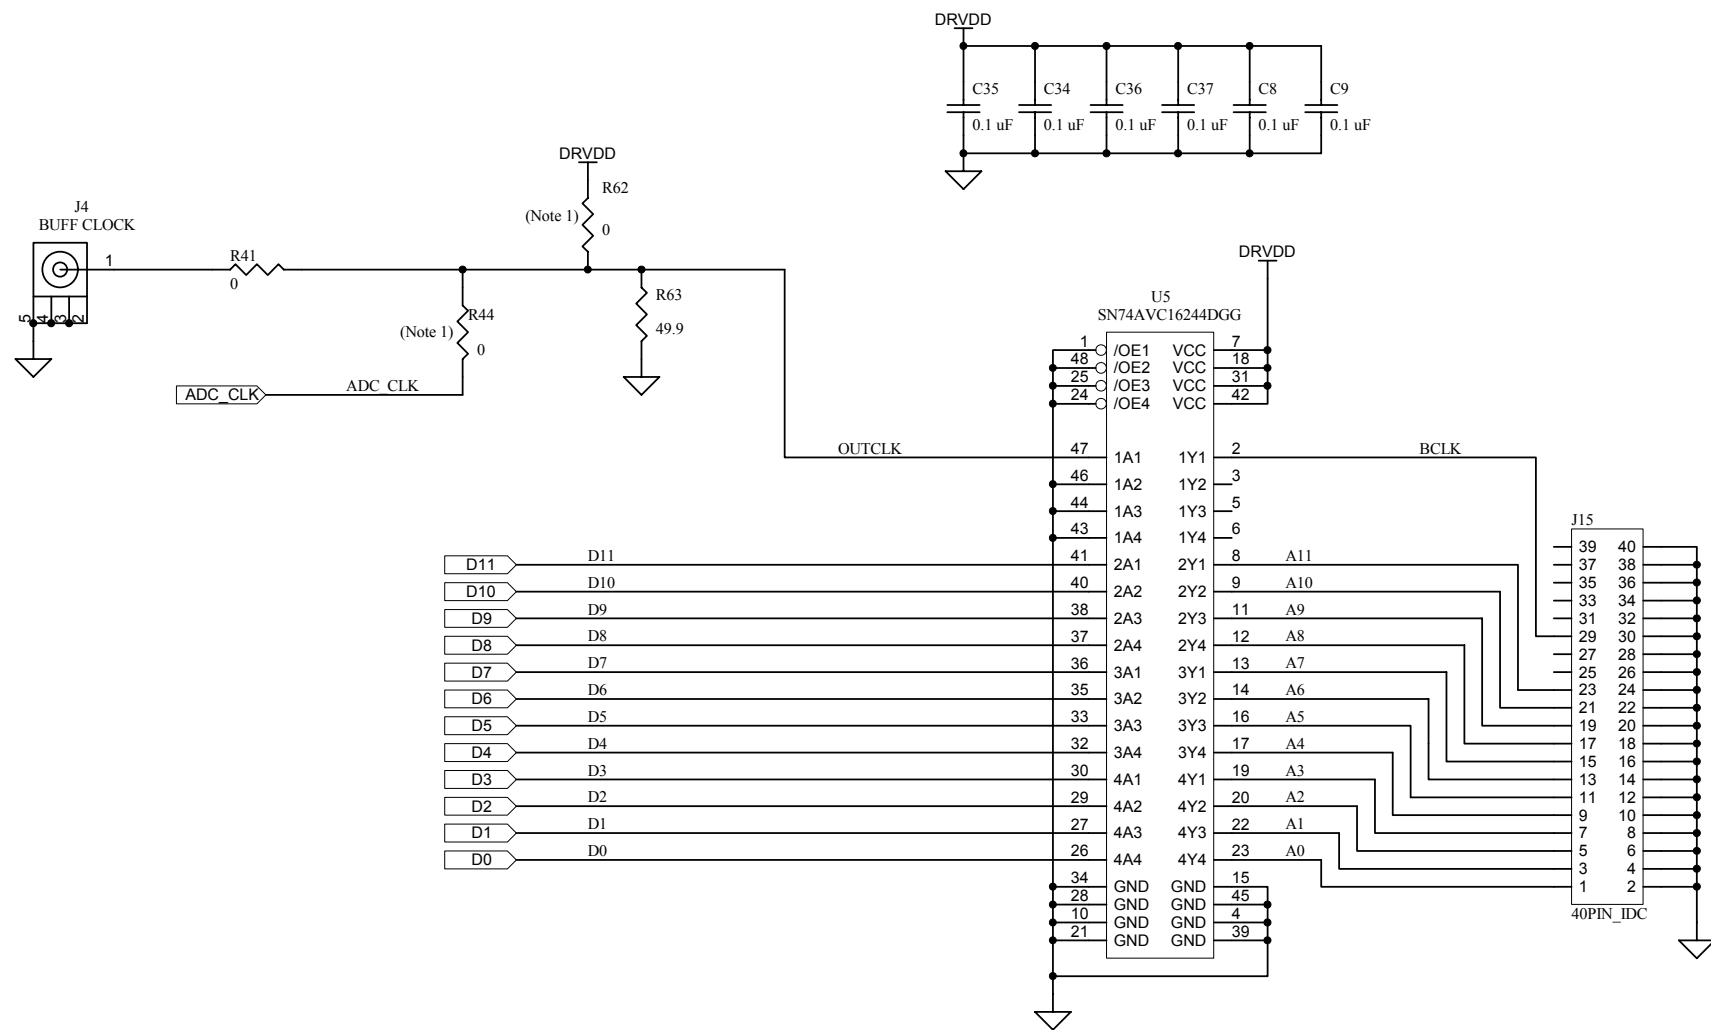 DRVDD
C35
C34
C36
C37
C8
C9
0.1 uF
0.1 uF
0.1 uF
0.1 uF
0.1 uF
0.1 uF
DRVDD
R62
(Note 1)
0
J4
BUFF CLOCK
1
R41
0
5
4
3
2
R44
(Note 1)
0
R63
49.9
ADC_CLK
ADC_CLK
DRVDD
U5
SN74AVC16244DGG
1 /OE1 VCC 7
48 /OE2 VCC 18
25 /OE3 VCC 31
24 /OE4 VCC 42
OUTCLK 47 1A1 1Y1 2 BCLK
46 1A2 1Y2 3
44 1A3 1Y3 5
43 1A4 1Y4 6
D11 D11 41 2A1 2Y1 8 A11
D10 D10 40 2A2 2Y2 9 A10
D9 D9 38 2A3 2Y3 11 A9
D8 D8 37 2A4 2Y4 12 A8
D7 D7 36 3A1 3Y1 13 A7
D6 D6 35 3A2 3Y2 14 A6
D5 D5 33 3A3 3Y3 16 A5
D4 D4 32 3A4 3Y4 17 A4
D3 D3 30 4A1 4Y1 19 A3
D2 D2 29 4A2 4Y2 20 A2
D1 D1 27 4A3 4Y3 22 A1
D0 D0 26 4A4 4Y4 23 A0
34 GND GND 15
28 GND GND 45
10 GND GND 4
21 GND GND 39
J15
39 40
37 38
35 36
33 34
31 32
29 30
27 28
25 26
23 24
21 22
19 20
17 18
15 16
13 14
11 12
9 10
7 8
5 6
3 4
1 2
40PIN_IDC